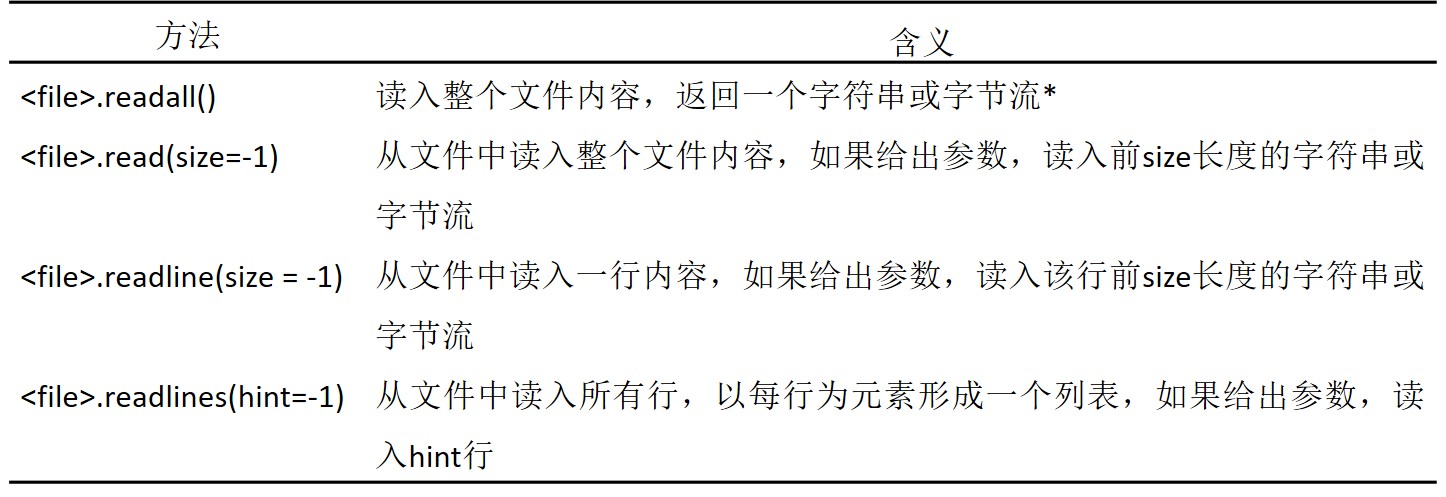 方法 含义
<file>.readall() 读入整个文件内容，返回一个字符串或字节流*
<file>.read(size=-1) 从文件中读入整个文件内容，如果给出参数，读入前size长度的字符串或
字节流
<file>.readline(size = -1) 从文件中读入一行内容，如果给出参数，读入该行前size长度的字符串或
字节流
<file>.readlines(hint=-1) 从文件中读入所有行，以每行为元素形成一个列表，如果给出参数，读
入hint行